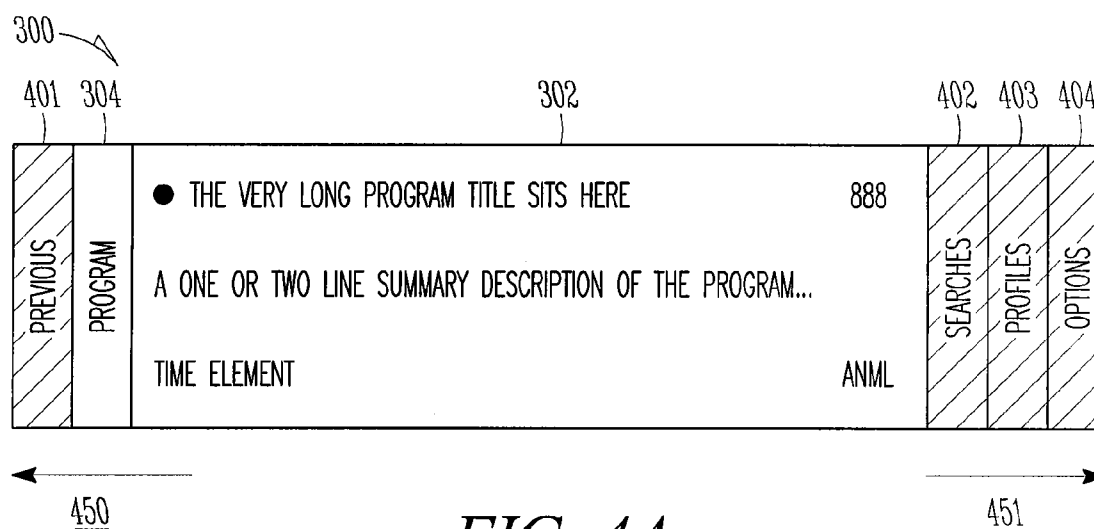 300
401 304 302 402 403 404
PREVIOUS
PROGRAM
● THE VERY LONG PROGRAM TITLE SITS HERE 888
A ONE OR TWO LINE SUMMARY DESCRIPTION OF THE PROGRAM...
TIME ELEMENT ANML
SEARCHES
PROFILES
OPTIONS
450 451
FIG. 4A